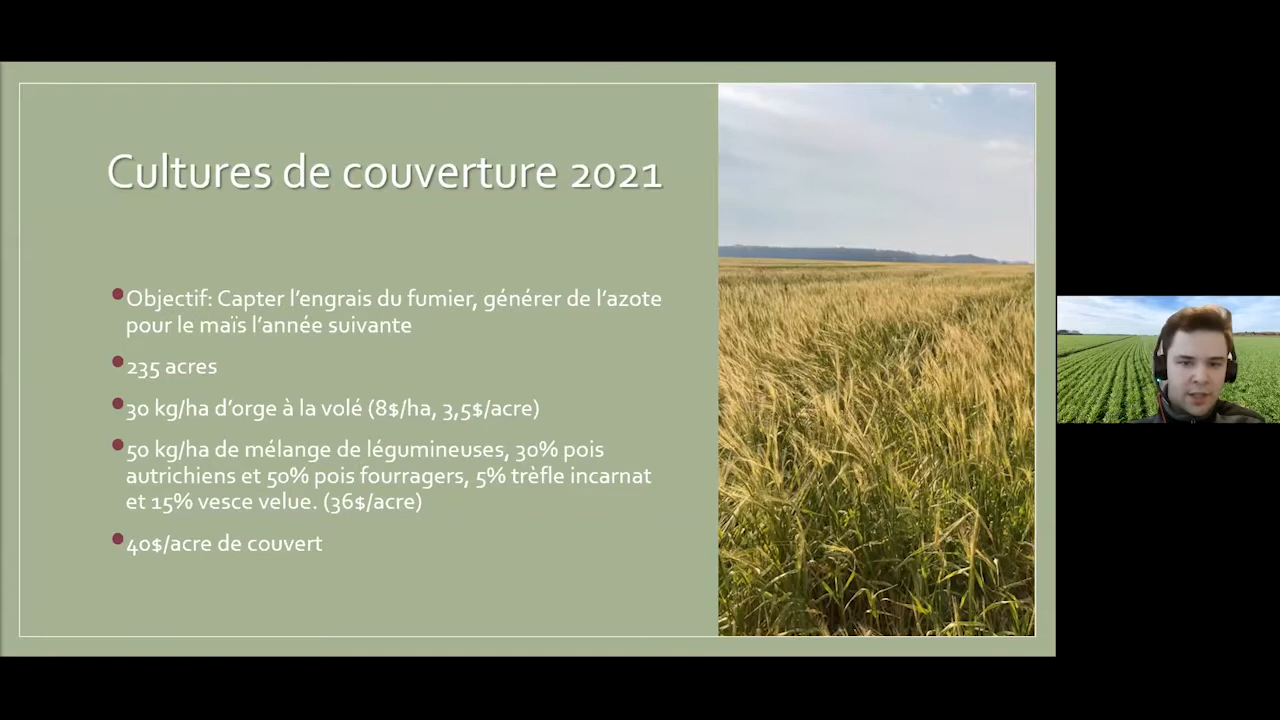 Cultures de couverture 2021
•Objectif: Capter l’engrais du fumier, générer de l’azote
pour le maïs l’année suivante
•235 acres
•30 kg/ha d’orge à la volé (8$/ha, 3,5$/acre)
•50 kg/ha de mélange de légumineuses, 30% pois
autrichiens et 50% pois fourragers, 5% trèfle incarnat
et 15% vesce velue. (36$/acre)
•40$/acre de couvert